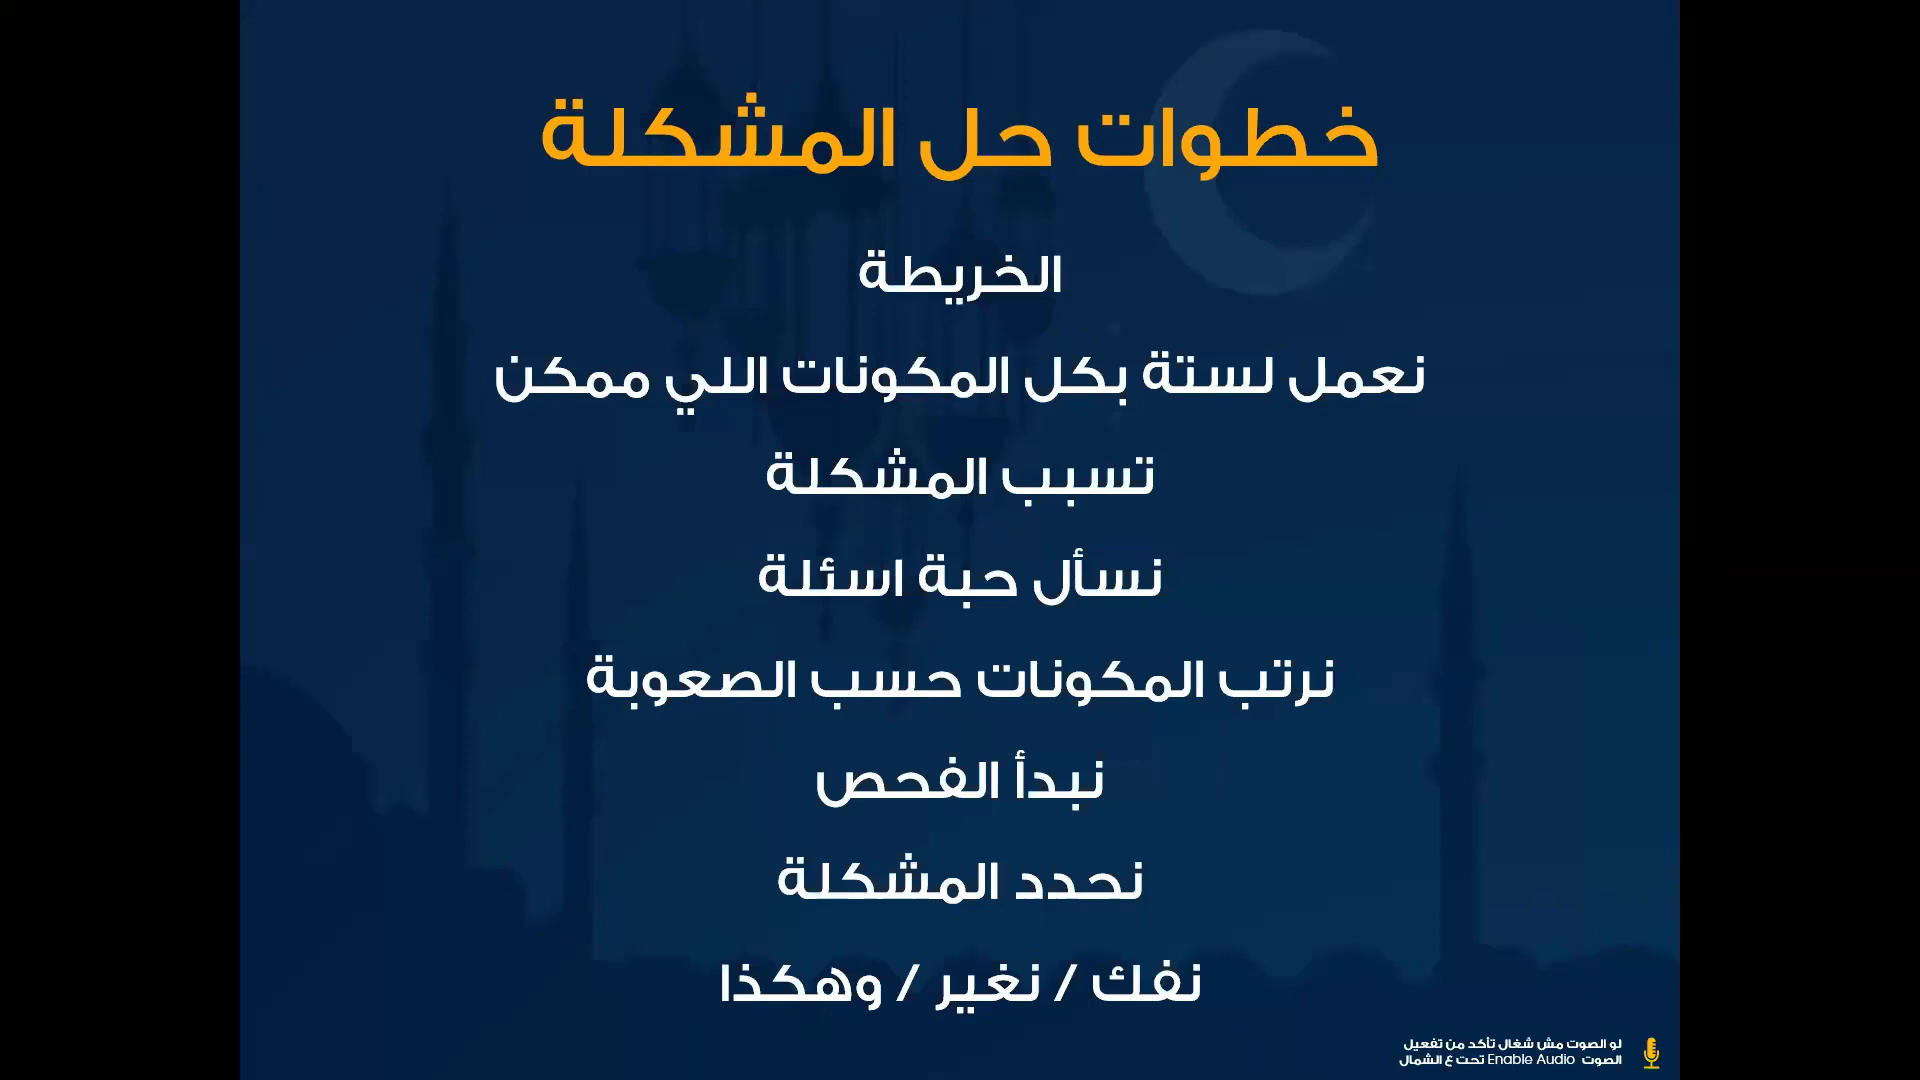 خطوات حل المشكلة
الخريطة
نعمل لستة بكل المكونات اللي ممكن
تسبب المشكلة
نسأل حبة اسئلة
نرتب المكونات حسب الصعوبة
نبدأ الفحص
نحدد المشكلة
نفك / نغير / وهكذا
لو الصوت مش شغال تأكد من تفعيل
الصوت Enable Audio تحت ع الشمال